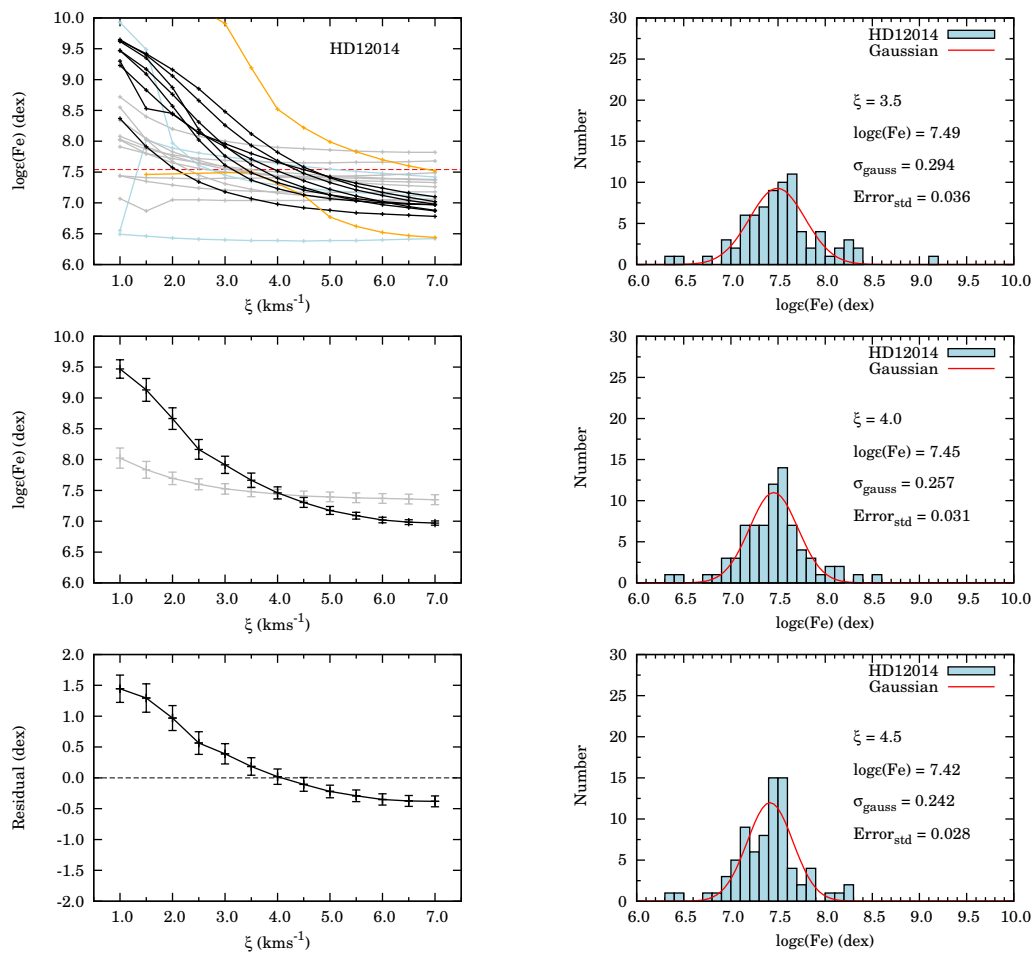 HD12014
logε(Fe) (dex)
10.0
9.5
9.0
8.5
8.0
7.5
7.0
6.5
6.0
1.0 2.0 3.0 4.0 5.0 6.0 7.0
ξ (kms⁻¹)
Number
30
25
20
15
10
5
0
HD12014
Gaussian
ξ = 3.5
logε(Fe) = 7.49
σgauss = 0.294
Errorstd = 0.036
6.0 6.5 7.0 7.5 8.0 8.5 9.0 9.5 10.0
logε(Fe) (dex)
logε(Fe) (dex)
10.0
9.5
9.0
8.5
8.0
7.5
7.0
6.5
6.0
1.0 2.0 3.0 4.0 5.0 6.0 7.0
ξ (kms⁻¹)
Number
30
25
20
15
10
5
0
HD12014
Gaussian
ξ = 4.0
logε(Fe) = 7.45
σgauss = 0.257
Errorstd = 0.031
6.0 6.5 7.0 7.5 8.0 8.5 9.0 9.5 10.0
logε(Fe) (dex)
Residual (dex)
2.0
1.5
1.0
0.5
0.0
-0.5
-1.0
-1.5
-2.0
1.0 2.0 3.0 4.0 5.0 6.0 7.0
ξ (kms⁻¹)
Number
30
25
20
15
10
5
0
HD12014
Gaussian
ξ = 4.5
logε(Fe) = 7.42
σgauss = 0.242
Errorstd = 0.028
6.0 6.5 7.0 7.5 8.0 8.5 9.0 9.5 10.0
logε(Fe) (dex)